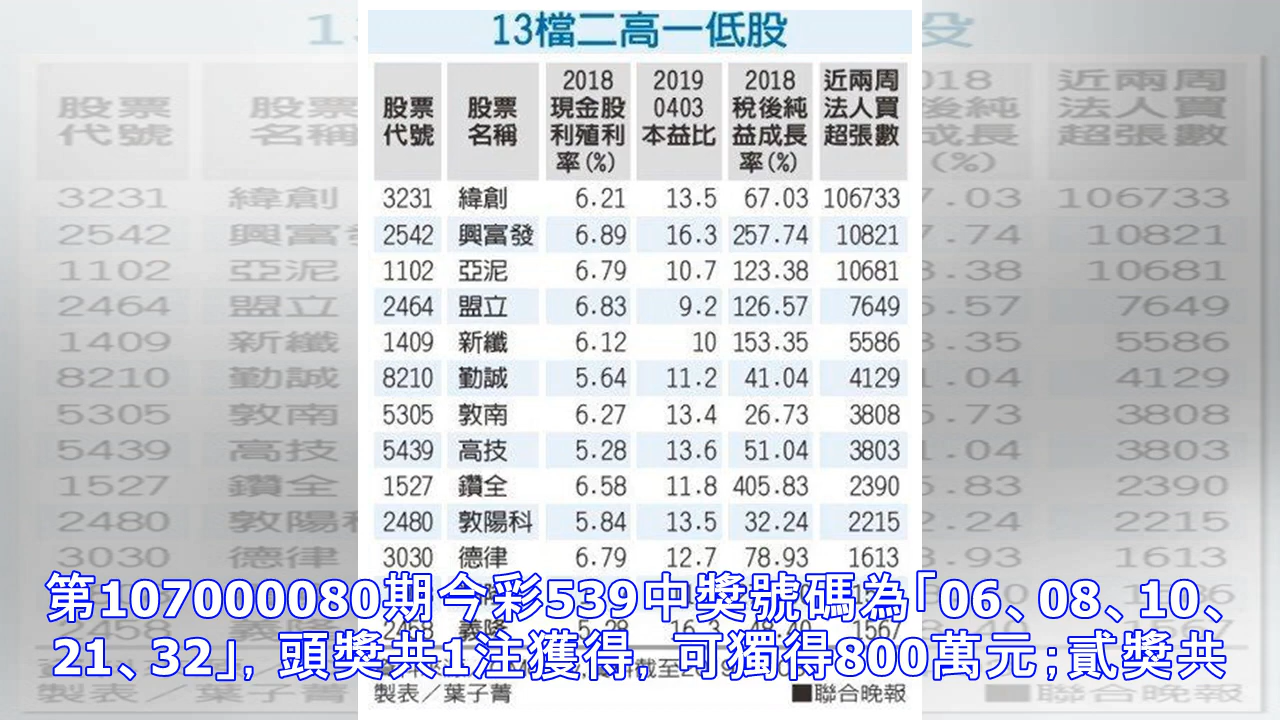 13檔二高一低股
股票代號 股票名稱 2018現金股利殖利率(%) 2019 0403本益比 2018稅後純益成長率(%) 近兩周法人買超張數
3231 緯創 6.21 13.5 67.03 106733
2542 興富發 6.89 16.3 257.74 10821
1102 亞泥 6.79 10.7 123.38 10681
2464 盟立 6.83 9.2 126.57 7649
1409 新纖 6.12 10 153.35 5586
8210 勤誠 5.64 11.2 41.04 4129
5305 敦南 6.27 13.4 26.73 3808
5439 高技 5.28 13.6 51.04 3803
1527 鑽全 6.58 11.8 405.83 2390
2480 敦陽科 5.84 13.5 32.24 2215
3030 德律 6.79 12.7 78.93 1613
2458 義隆 5.28 16.3 48.40 1567
第107000080期今彩539中獎號碼為「06、08、10、
21、32」，頭獎共1注獲得，可獨得800萬元；貳獎共
製表／葉子菁 ■聯合晚報